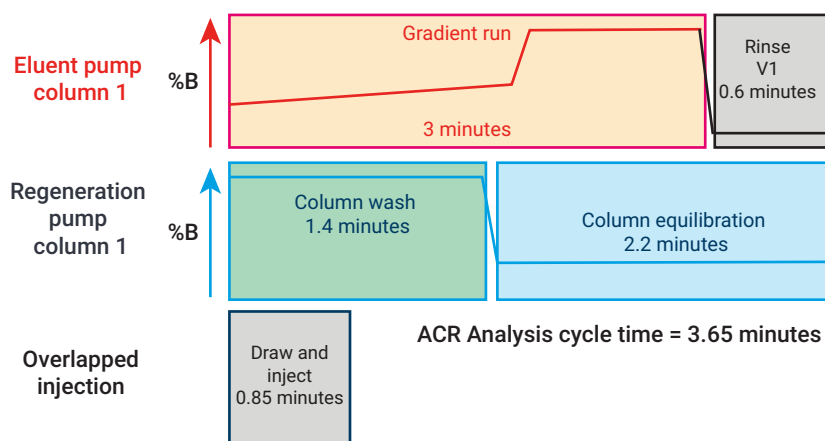 Eluent pump
column 1
%B
Gradient run
3 minutes
Rinse
V1
0.6 minutes
Regeneration
pump
column 1
%B
Column wash
1.4 minutes
Column equilibration
2.2 minutes
Overlapped
injection
Draw and
inject
0.85 minutes
ACR Analysis cycle time = 3.65 minutes